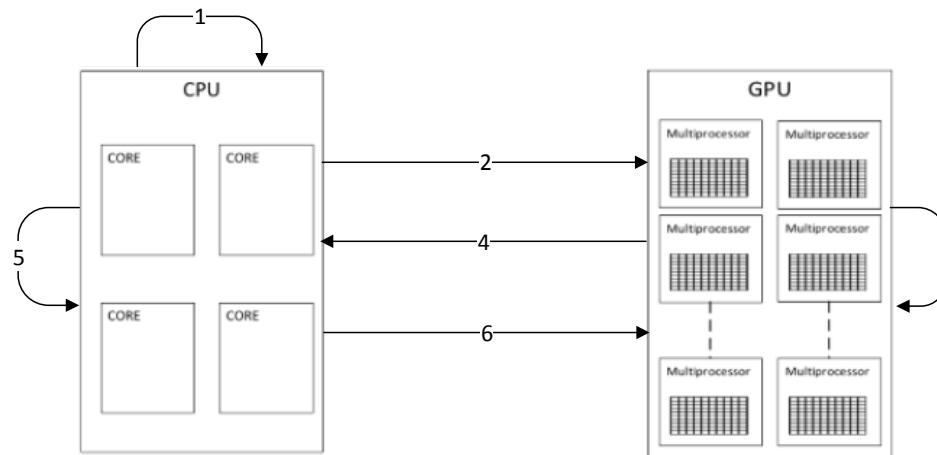 1
CPU
GPU
CORE
CORE
Multiprocessor
Multiprocessor
2
5
4
Multiprocessor
Multiprocessor
CORE
CORE
6
Multiprocessor
Multiprocessor